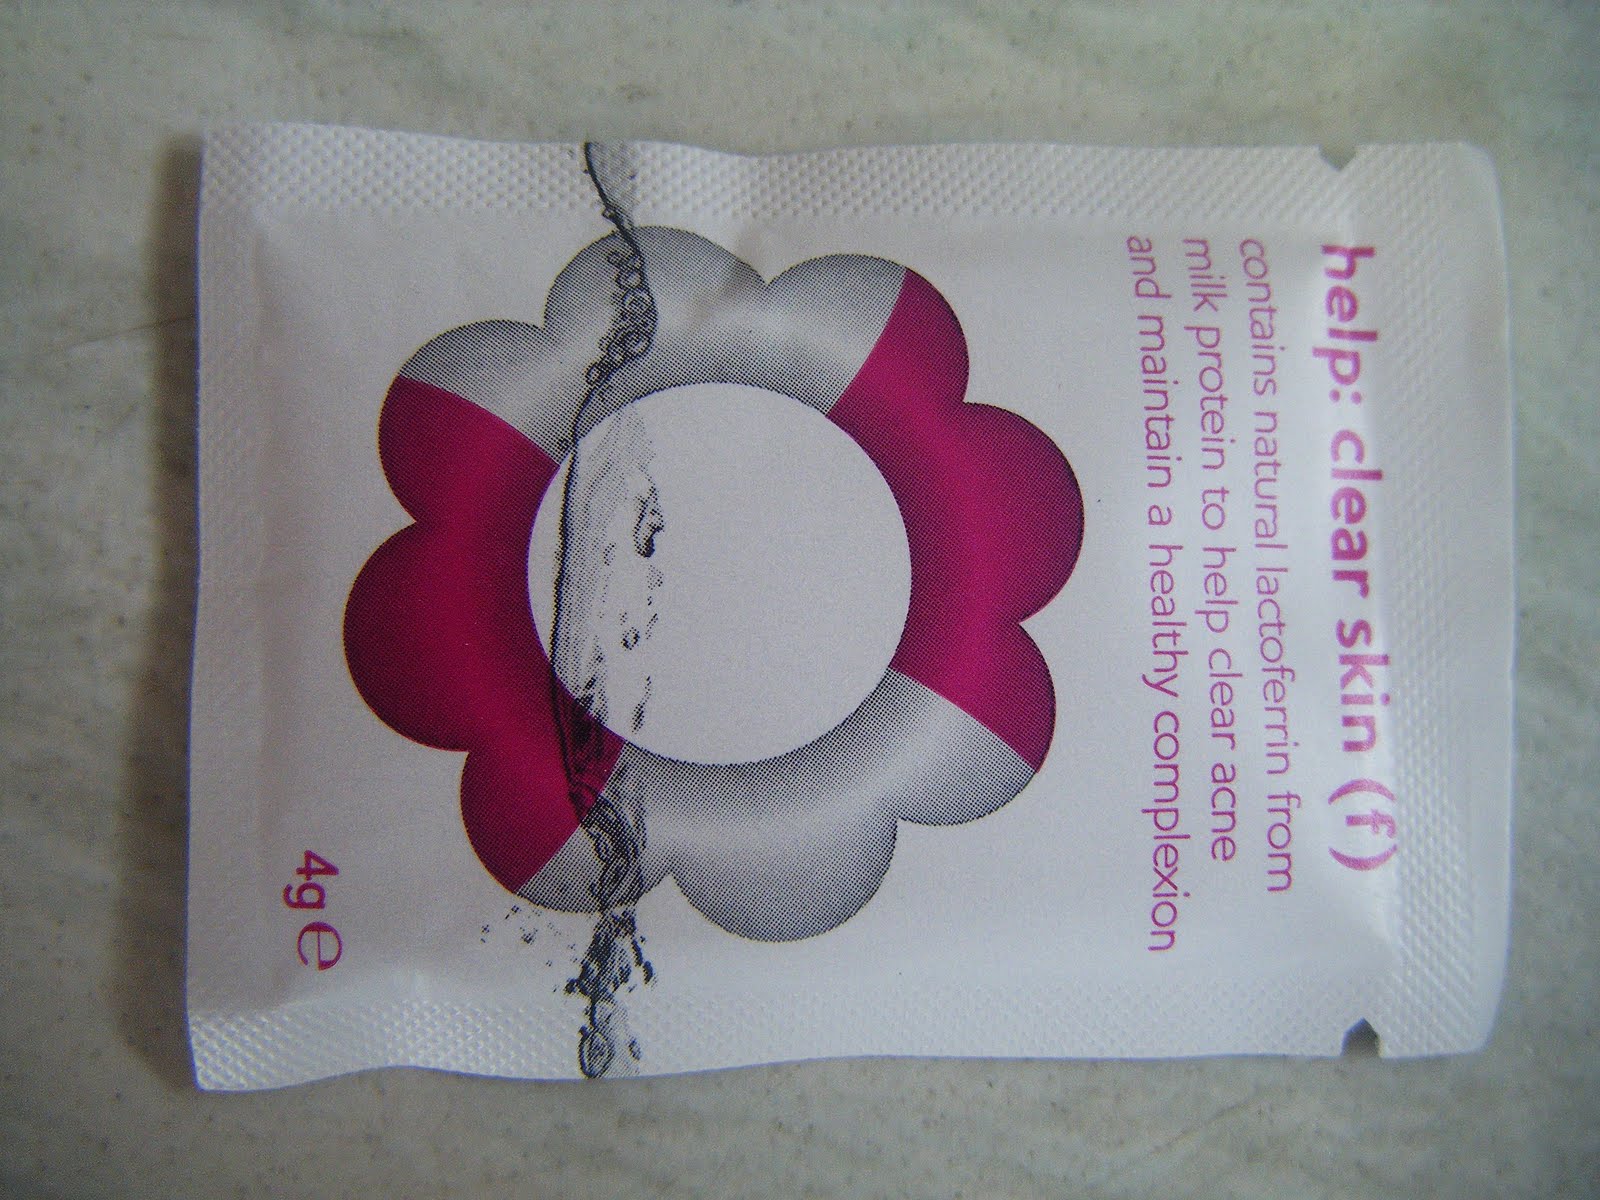 help: clear skin (f)
contains natural lactoferrin from
milk protein to help clear acne
and maintain a healthy complexion
4g e